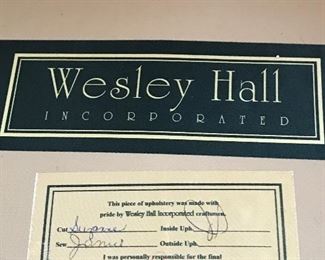 Wesley Hall
INCORPORATED
This piece of upholstery was made with
pride by Wesley Hall Incorporated craftsmen.
Cut Suzanne Inside Uph.
Sew Outside Uph.
I was personally responsible for the final